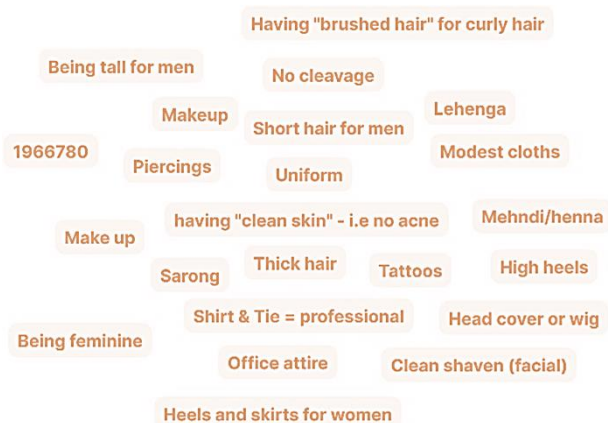 Having "brushed hair" for curly hair
Being tall for men
No cleavage
Makeup
Lehenga
Short hair for men
1966780
Modest cloths
Piercings
Uniform
having "clean skin" - i.e no acne
Mehndi/henna
Make up
Thick hair
Sarong
Tattoos
High heels
Shirt & Tie = professional
Head cover or wig
Being feminine
Office attire
Clean shaven (facial)
Heels and skirts for women